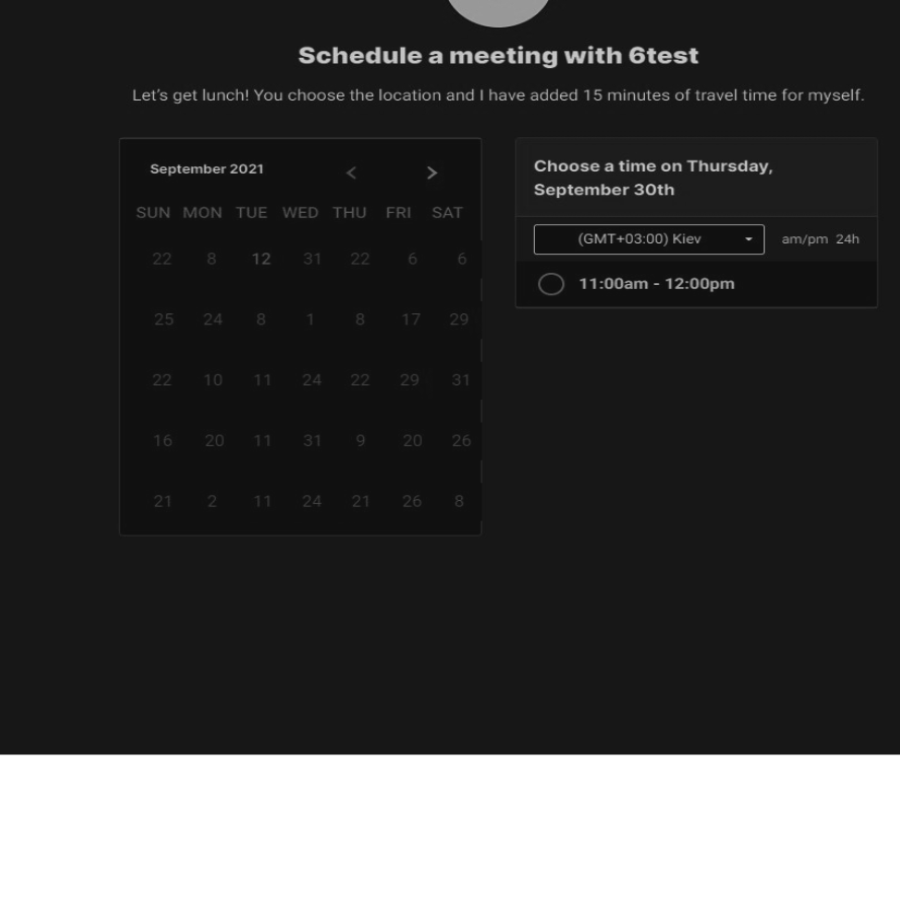 Schedule a meeting with 6test
Let's get lunch! You choose the location and I have added 15 minutes of travel time for myself.
September 2021 < >
SUN MON TUE WED THU FRI SAT
22 8 12 31 22 6 6
25 24 8 1 8 17 29
22 10 11 24 22 29 31
16 20 11 31 9 20 26
21 2 11 24 21 26 8
Choose a time on Thursday,
September 30th
(GMT+03:00) Kiev am/pm 24h
11:00am - 12:00pm